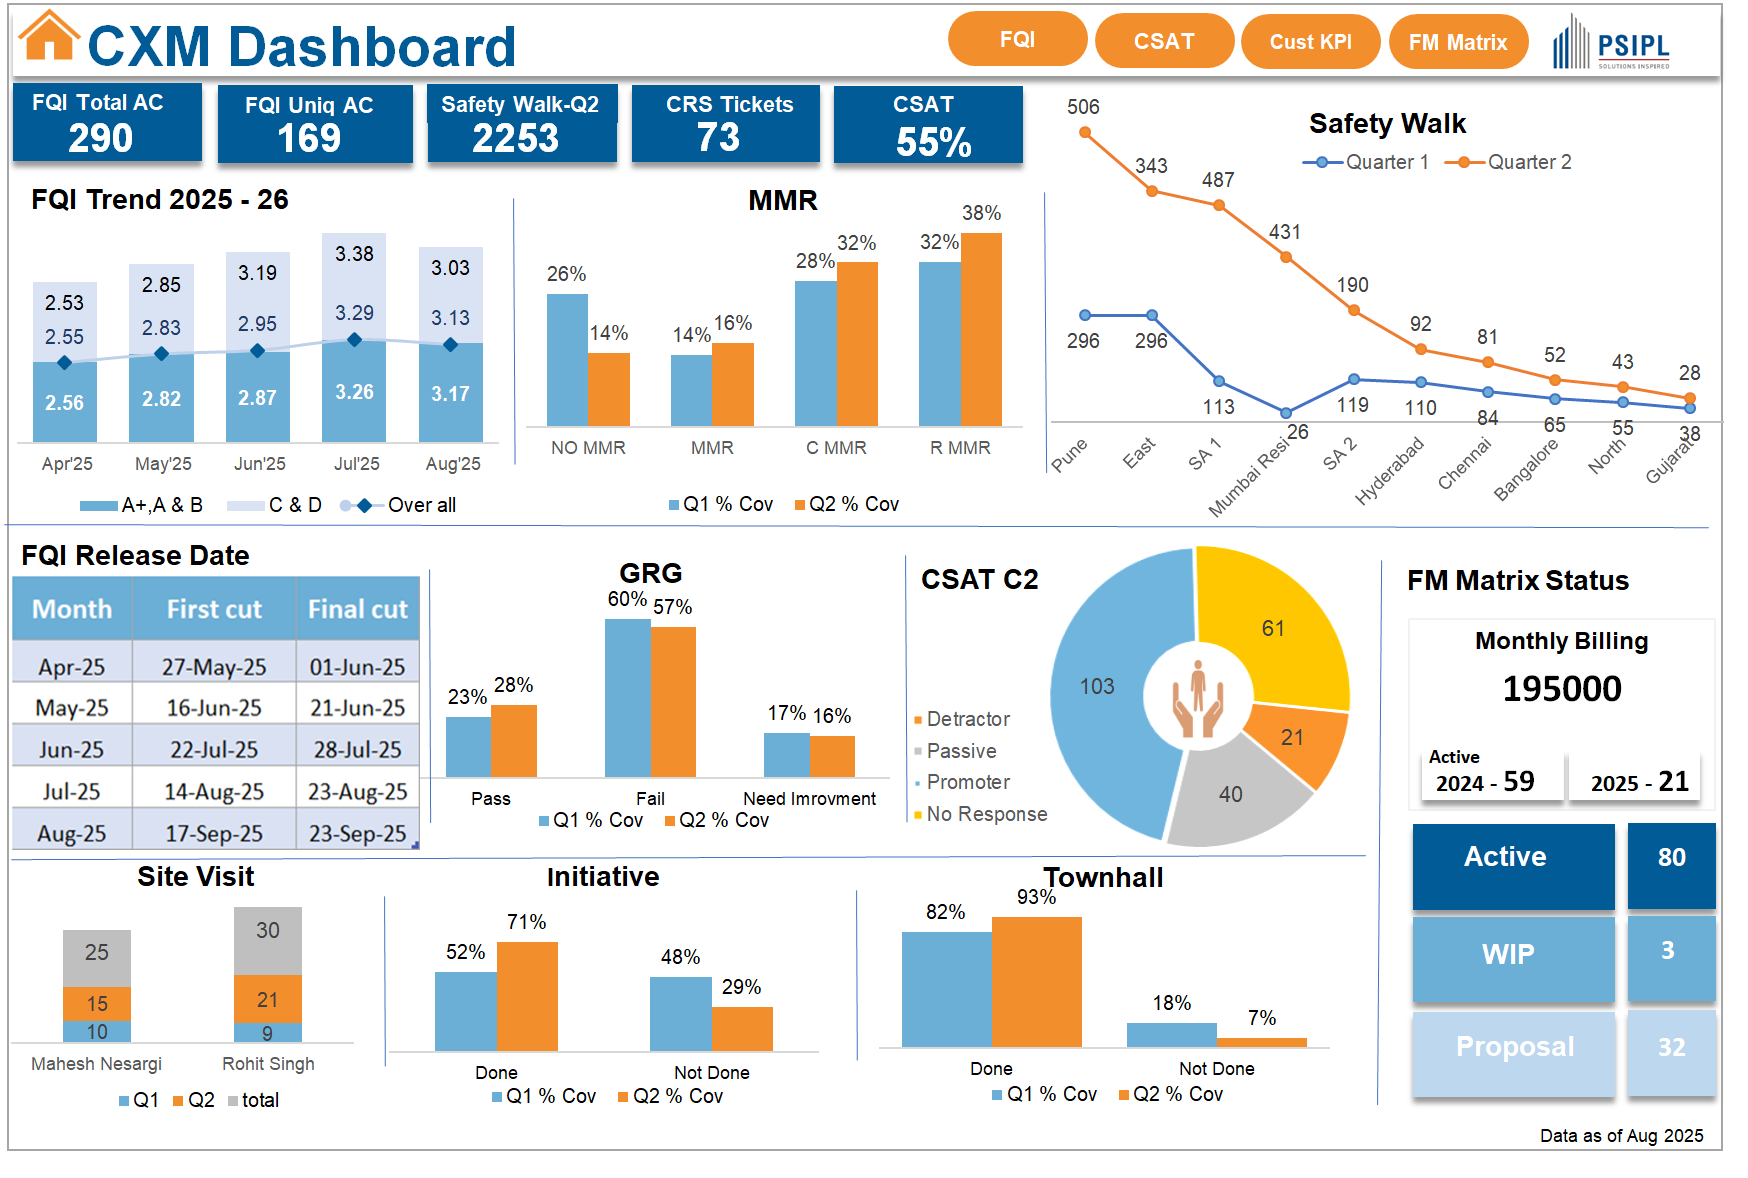 CXM Dashboard
FQI
CSAT
Cust KPI
FM Matrix
PSIPL
SOLUTIONS INSPIRED
FQI Total AC
290
FQI Uniq AC
169
Safety Walk-Q2
2253
CRS Tickets
73
CSAT
55%
FQI Trend 2025 - 26
2.53
2.85
3.19
3.38
3.03
2.55
2.83
2.95
3.29
3.13
2.56
2.82
2.87
3.26
3.17
Apr'25
May'25
Jun'25
Jul'25
Aug'25
A+,A & B
C & D
Over all
MMR
26%
14%
14%
16%
28%
32%
32%
38%
NO MMR
MMR
C MMR
R MMR
Q1 % Cov
Q2 % Cov
Safety Walk
Quarter 1
Quarter 2
506
343
487
431
190
92
81
52
43
28
296
296
113
26
119
110
84
65
55
38
Pune
East
SA 1
Mumbai Resi
SA 2
Hyderabad
Chennai
Bangalore
North
Gujarat
FQI Release Date
Month First cut Final cut
Apr-25 27-May-25 01-Jun-25
May-25 16-Jun-25 21-Jun-25
Jun-25 22-Jul-25 28-Jul-25
Jul-25 14-Aug-25 23-Aug-25
Aug-25 17-Sep-25 23-Sep-25
GRG
23%
28%
60%
57%
17%
16%
Pass
Fail
Need Imrovment
Q1 % Cov
Q2 % Cov
CSAT C2
61
21
40
103
Detractor
Passive
Promoter
No Response
FM Matrix Status
Monthly Billing
195000
Active
2024 - 59
2025 - 21
Active
80
WIP
3
Proposal
32
Site Visit
25
15
10
30
21
9
Mahesh Nesargi
Rohit Singh
Q1
Q2
total
Initiative
52%
71%
48%
29%
Done
Not Done
Q1 % Cov
Q2 % Cov
Townhall
82%
93%
18%
7%
Done
Not Done
Q1 % Cov
Q2 % Cov
Data as of Aug 2025